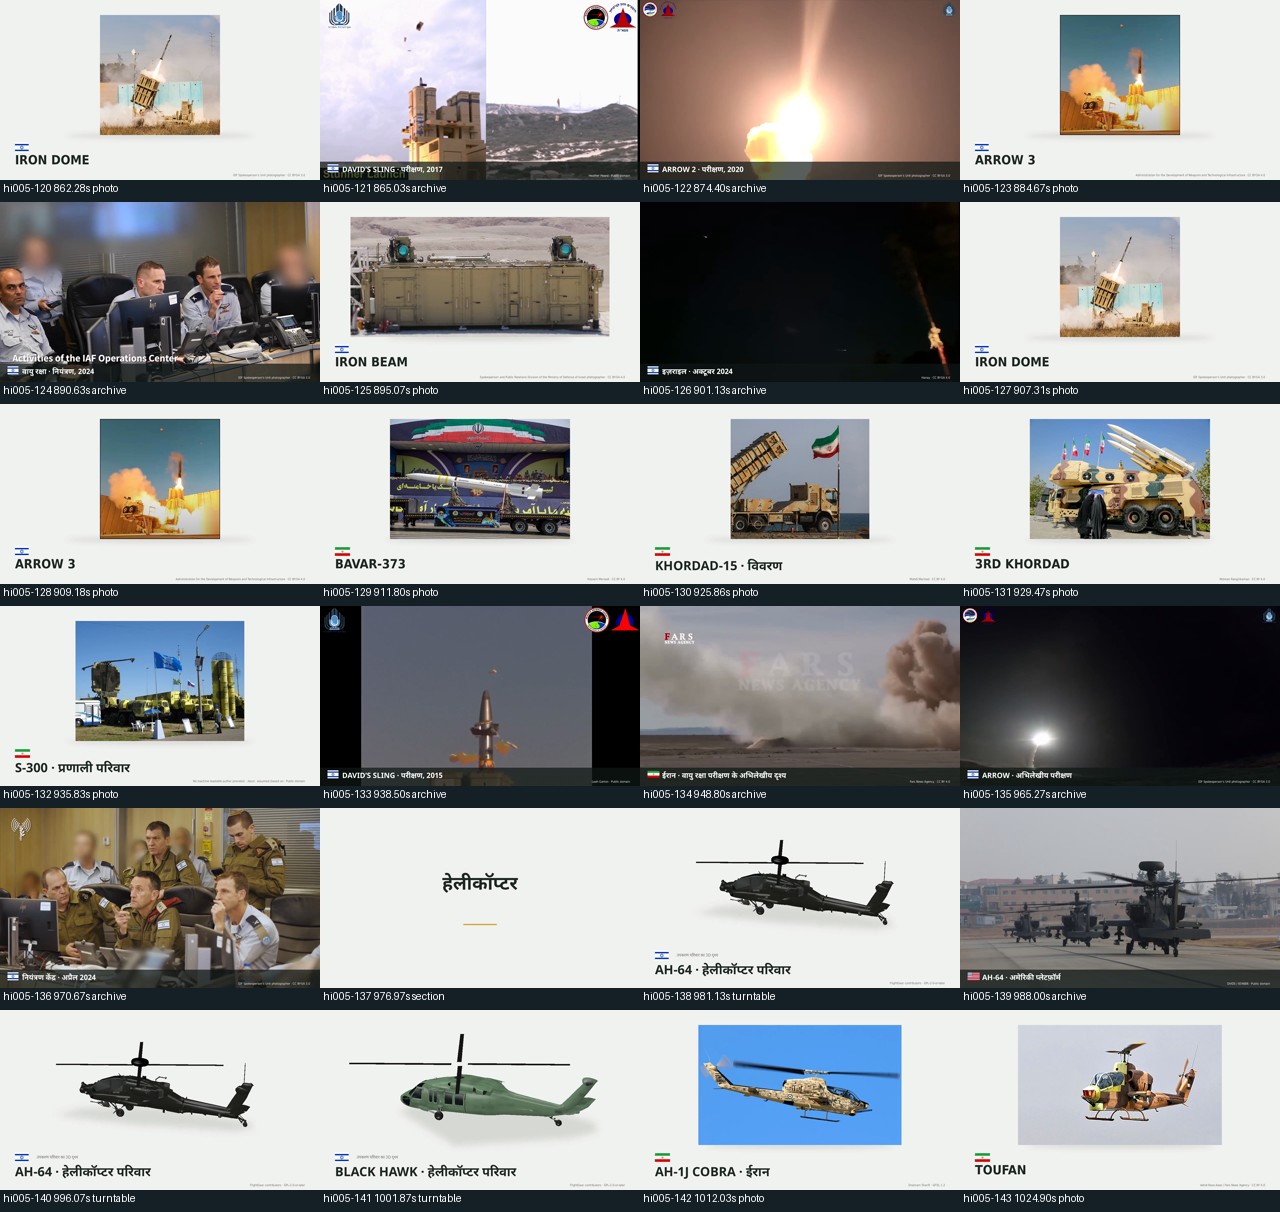 IRON DOME
hi005-120 862.28s photo
DAVID'S SLING · परीक्षण, 2017
hi005-121 865.03s archive
ARROW 2 · परीक्षण, 2020
hi005-122 874.40s archive
ARROW 3
hi005-123 884.67s photo
Activities of the IAF Operations Center
वायु रक्षा · नियंत्रण, 2024
hi005-124 890.63s archive
IRON BEAM
hi005-125 895.07s photo
इज़राइल · अक्टूबर 2024
hi005-126 901.13s archive
IRON DOME
hi005-127 907.31s photo
ARROW 3
hi005-128 909.18s photo
BAVAR-373
hi005-129 911.80s photo
KHORDAD-15 · विवरण
hi005-130 925.86s photo
3RD KHORDAD
hi005-131 929.47s photo
S-300 · प्रणाली परिवार
hi005-132 935.83s photo
DAVID'S SLING · परीक्षण, 2015
hi005-133 938.50s archive
FARS
NEWS AGENCY
FARS
NEWS AGENCY
ईरान · वायु रक्षा परीक्षण के अभिलेखीय दृश्य
hi005-134 948.80s archive
ARROW · अभिलेखीय परीक्षण
hi005-135 965.27s archive
नियंत्रण केंद्र · अप्रैल 2024
hi005-136 970.67s archive
हेलीकॉप्टर
hi005-137 976.97s section
AH-64 · हेलीकॉप्टर परिवार
hi005-138 981.13s turntable
AH-64 · अमेरिकी प्लेटफ़ॉर्म
hi005-139 988.00s archive
AH-64 · हेलीकॉप्टर परिवार
hi005-140 996.07s turntable
BLACK HAWK · हेलीकॉप्टर परिवार
hi005-141 1001.87s turntable
AH-1J COBRA · ईरान
hi005-142 1012.03s photo
TOUFAN
hi005-143 1024.90s photo